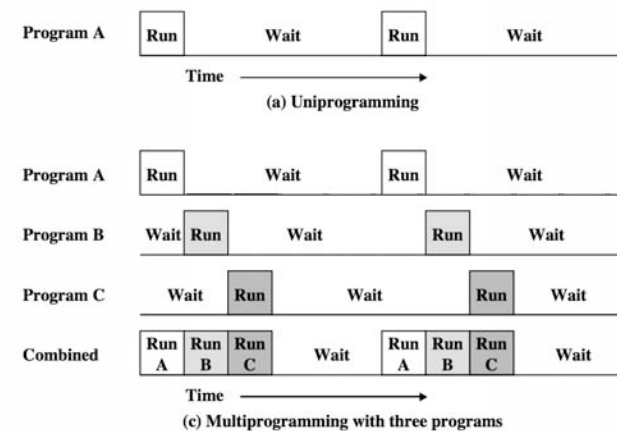 Program A Run Wait Run Wait
Time
(a) Uniprogramming
Program A Run Wait Run Wait
Program B Wait Run Wait Run Wait
Program C Wait Run Wait Run Wait
Combined Run A Run B Run C Wait Run A Run B Run C Wait
Time
(c) Multiprogramming with three programs